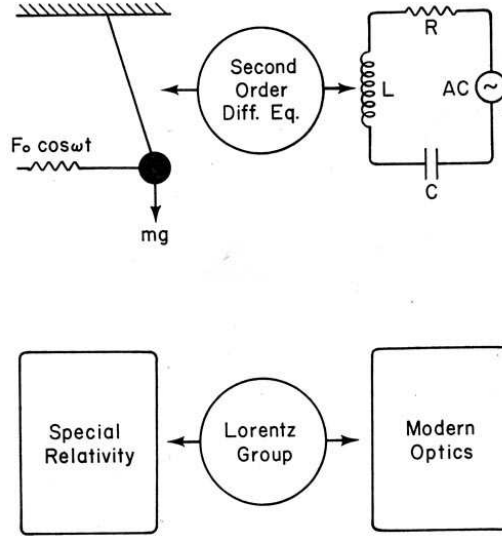 Second
Order
Diff. Eq.
R
L
AC
~
C
F₀ cosωt
mg
Special
Relativity
Lorentz
Group
Modern
Optics